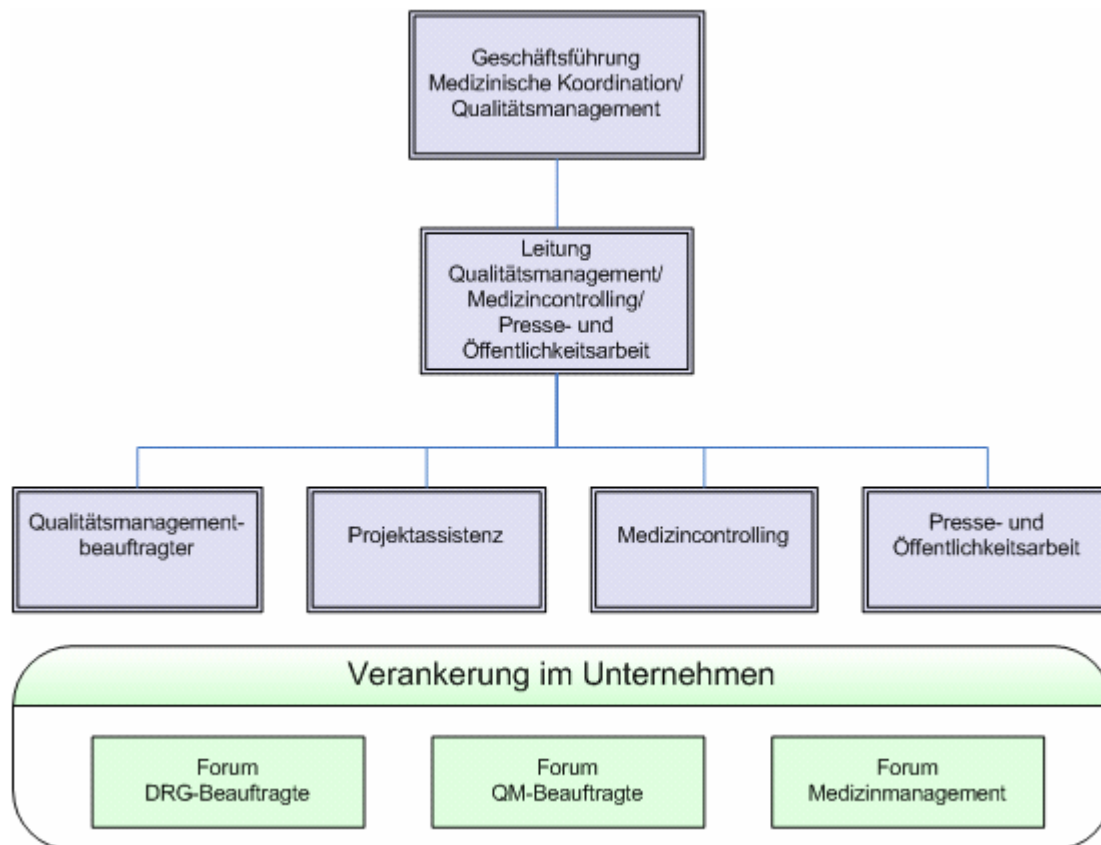 Geschäftsführung
Medizinische Koordination/
Qualitätsmanagement
Leitung
Qualitätsmanagement/
Medizincontrolling/
Presse- und
Öffentlichkeitsarbeit
Qualitätsmanagement-
beauftragter
Projektassistenz
Medizincontrolling
Presse- und
Öffentlichkeitsarbeit
Verankerung im Unternehmen
Forum
DRG-Beauftragte
Forum
QM-Beauftragte
Forum
Medizinmanagement